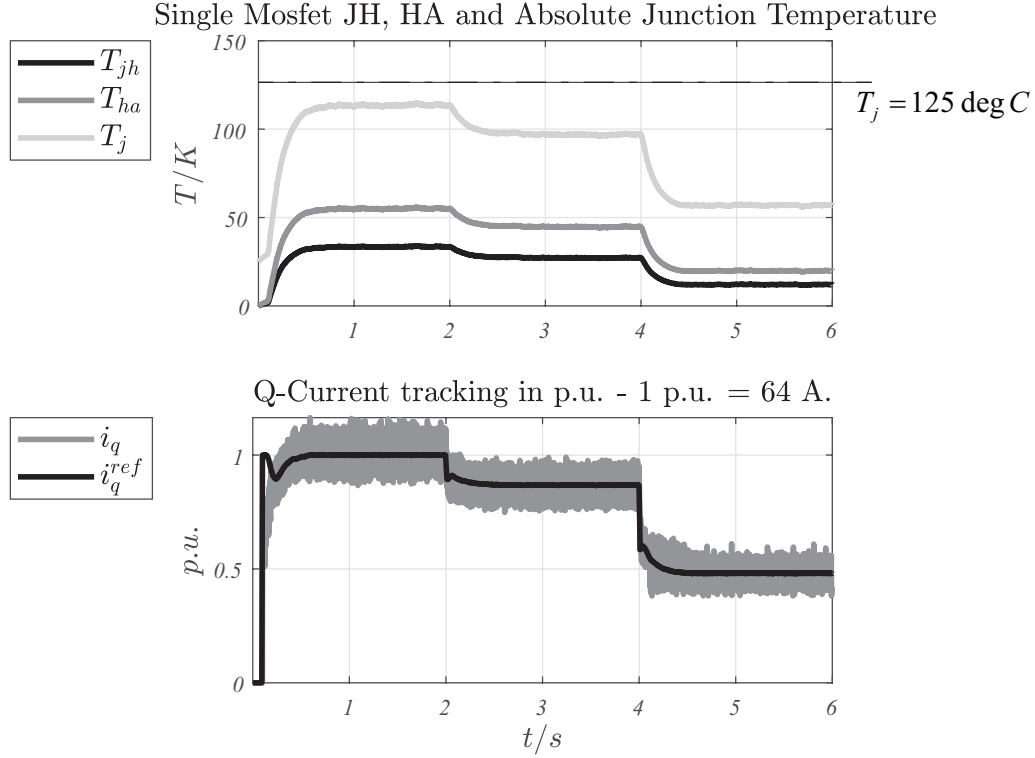 Single Mosfet JH, HA and Absolute Junction Temperature
T_jh
T_ha
T_j
T/K
150
100
50
0
T_j = 125 deg C
1 2 3 4 5 6
Q-Current tracking in p.u. - 1 p.u. = 64 A.
i_q
i_q^ref
p.u.
1
0.5
0
1 2 3 4 5 6
t/s